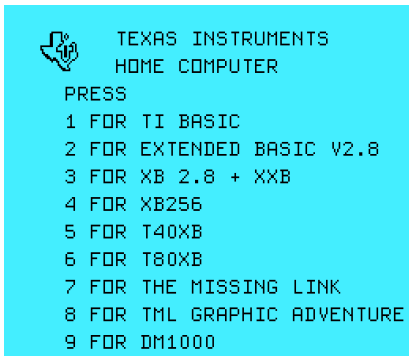 TEXAS INSTRUMENTS
HOME COMPUTER
PRESS
1 FOR TI BASIC
2 FOR EXTENDED BASIC V2.8
3 FOR XB 2.8 + XXB
4 FOR XB256
5 FOR T40XB
6 FOR T80XB
7 FOR THE MISSING LINK
8 FOR TML GRAPHIC ADVENTURE
9 FOR DM1000